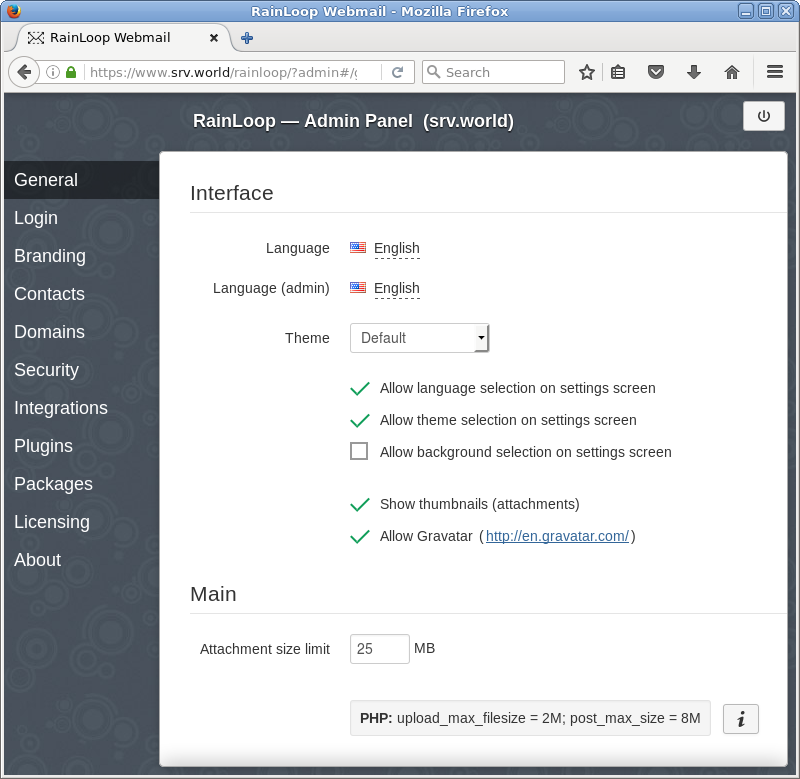 RainLoop Webmail - Mozilla Firefox
RainLoop Webmail
https://www.srv.world/rainloop/?admin#/g
Search
RainLoop — Admin Panel (srv.world)
General
Login
Branding
Contacts
Domains
Security
Integrations
Plugins
Packages
Licensing
About
Interface
Language English
Language (admin) English
Theme Default
Allow language selection on settings screen
Allow theme selection on settings screen
Allow background selection on settings screen
Show thumbnails (attachments)
Allow Gravatar (http://en.gravatar.com/)
Main
Attachment size limit 25 MB
PHP: upload_max_filesize = 2M; post_max_size = 8M